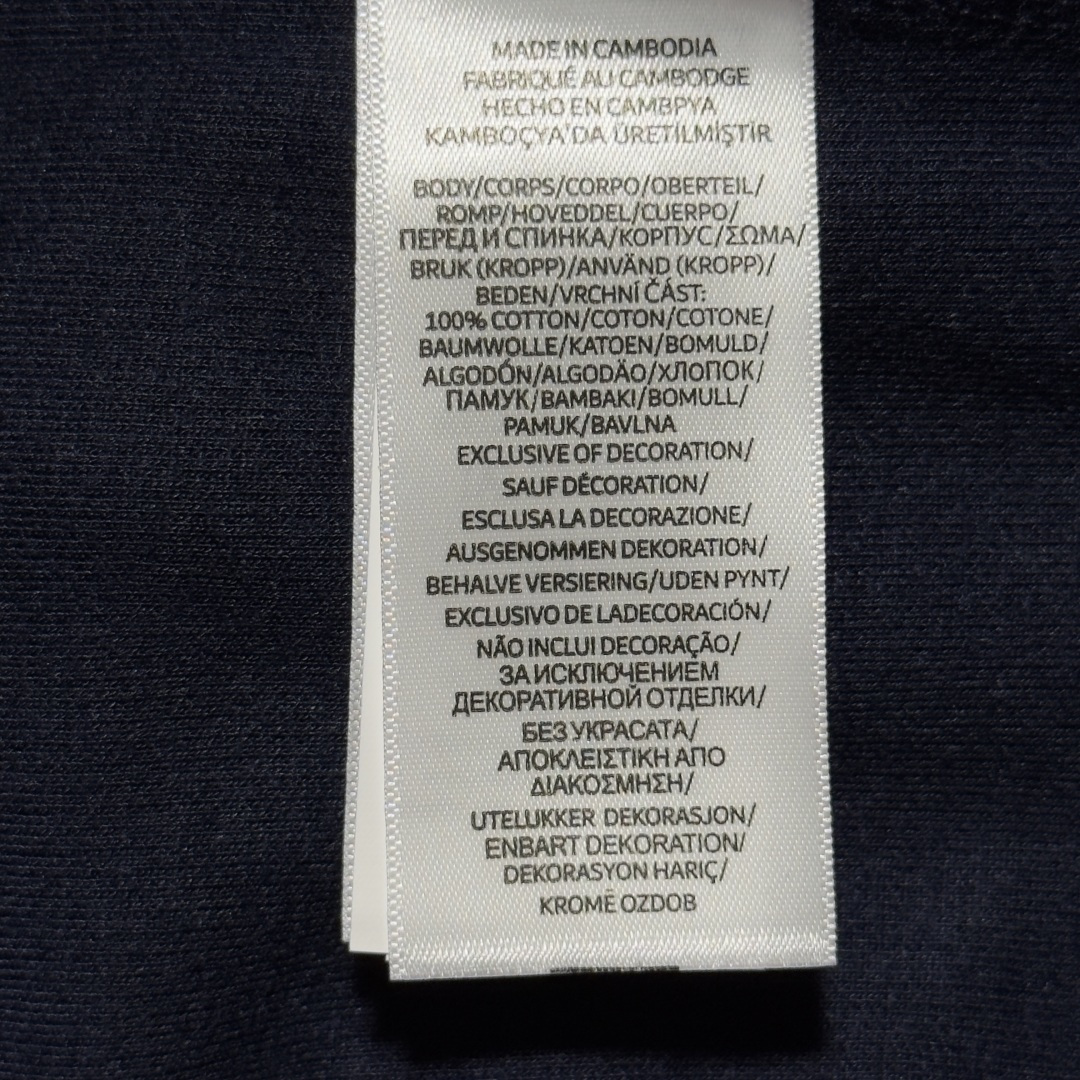 MADE IN CAMBODIA
FABRIQUÉ AU CAMBODGE
HECHO EN CAMBPYA
KAMBOÇYA'DA ÜRETILMİŞTİR
BODY/CORPS/CORPO/OBERTEIL/
ROMP/HOVEDDEL/CUERPO/
ПЕРЕД И СПИНКА/КОРПУС/ΣΩΜΑ/
BRUK (KROPP)/ANVÄND (KROPP)/
BEDEN/VRCHNÍ ČÁST:
100% COTTON/COTON/COTONE/
BAUMWOLLE/KATOEN/BOMULD/
ALGODÓN/ALGODÄO/ХЛОПОК/
ПАМУК/BAMBAKI/BOMULL/
PAMUK/BAVLNA
EXCLUSIVE OF DECORATION/
SAUF DÉCORATION/
ESCLUSA LA DECORAZIONE/
AUSGENOMMEN DEKORATION/
BEHALVE VERSIERING/UDEN PYNT/
EXCLUSIVO DE LADECORACIÓN/
NÃO INCLUI DECORAÇÃO/
ЗА ИСКЛЮЧЕНИЕМ
ДЕКОРАТИВНОЙ ОТДЕЛКИ/
БЕЗ УКРАСАТА/
ΑΠΟΚΛΕΙΣΤΙΚΗ ΑΠΟ
ΔΙΑΚΟΣΜΗΣΗ/
UTELUKKER DEKORASJON/
ENBART DEKORATION/
DEKORASYON HARIÇ/
KROMĚ OZDOB